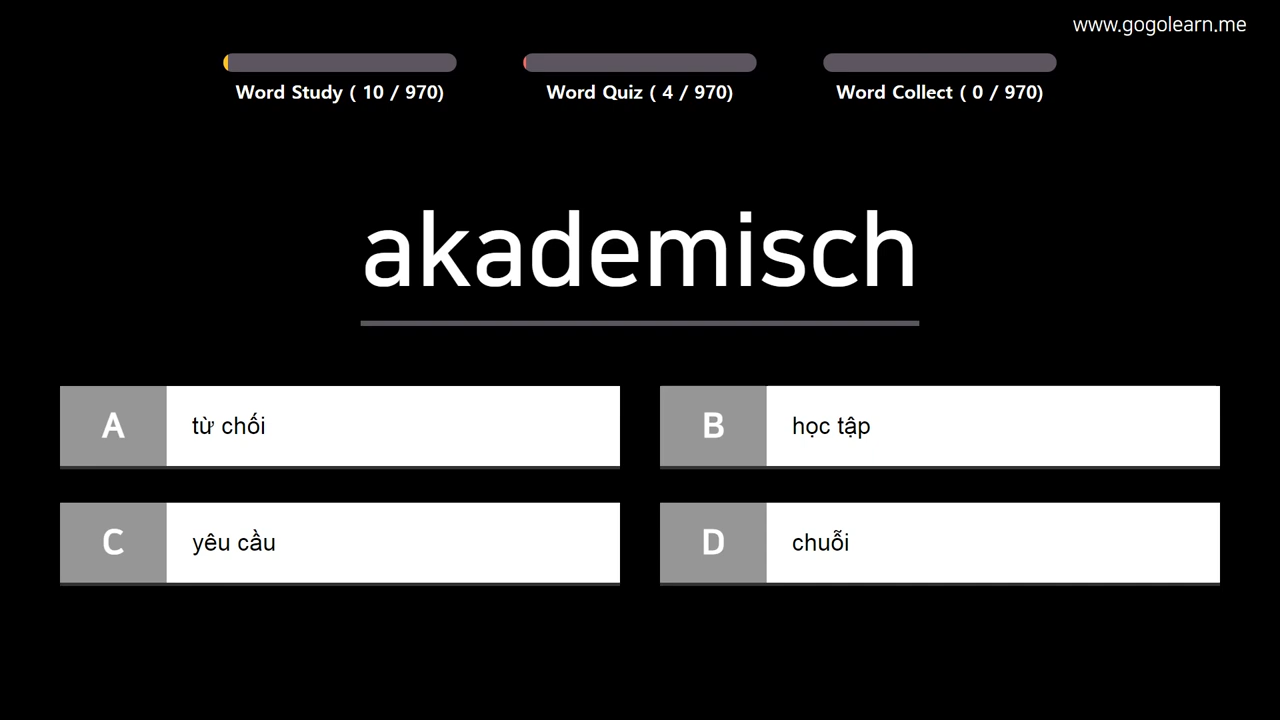 www.gogolearn.me
Word Study ( 10 / 970)
Word Quiz ( 4 / 970)
Word Collect ( 0 / 970)
akademisch
A từ chối
B học tập
C yêu cầu
D chuỗi